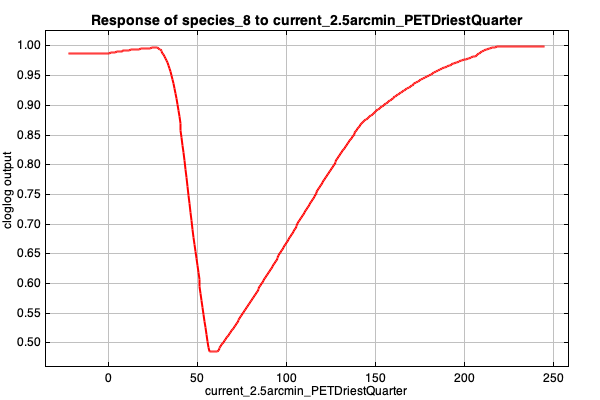 Response of species_8 to current_2.5arcmin_PETDriestQuarter
cloglog output
1.00
0.95
0.90
0.85
0.80
0.75
0.70
0.65
0.60
0.55
0.50
0 50 100 150 200 250
current_2.5arcmin_PETDriestQuarter